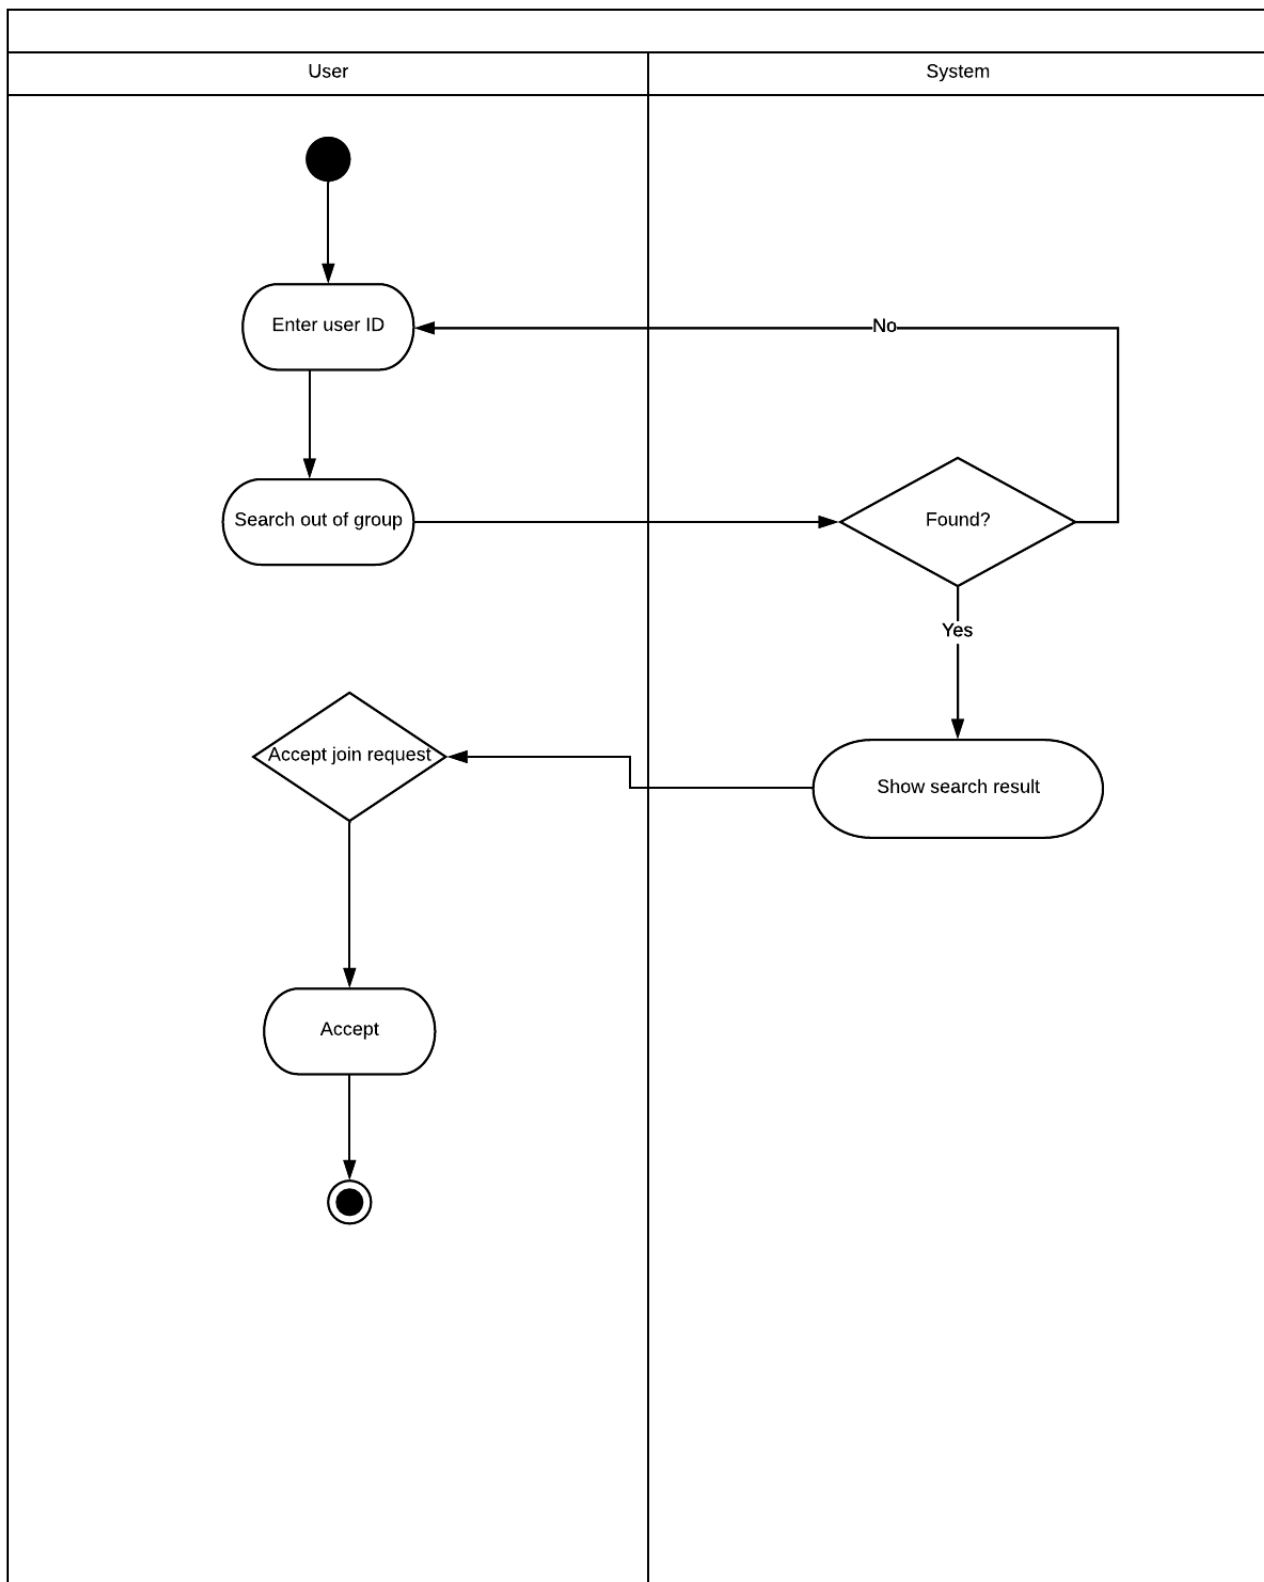 User
System
Enter user ID
No
Search out of group
Found?
Yes
Accept join request
Show search result
Accept